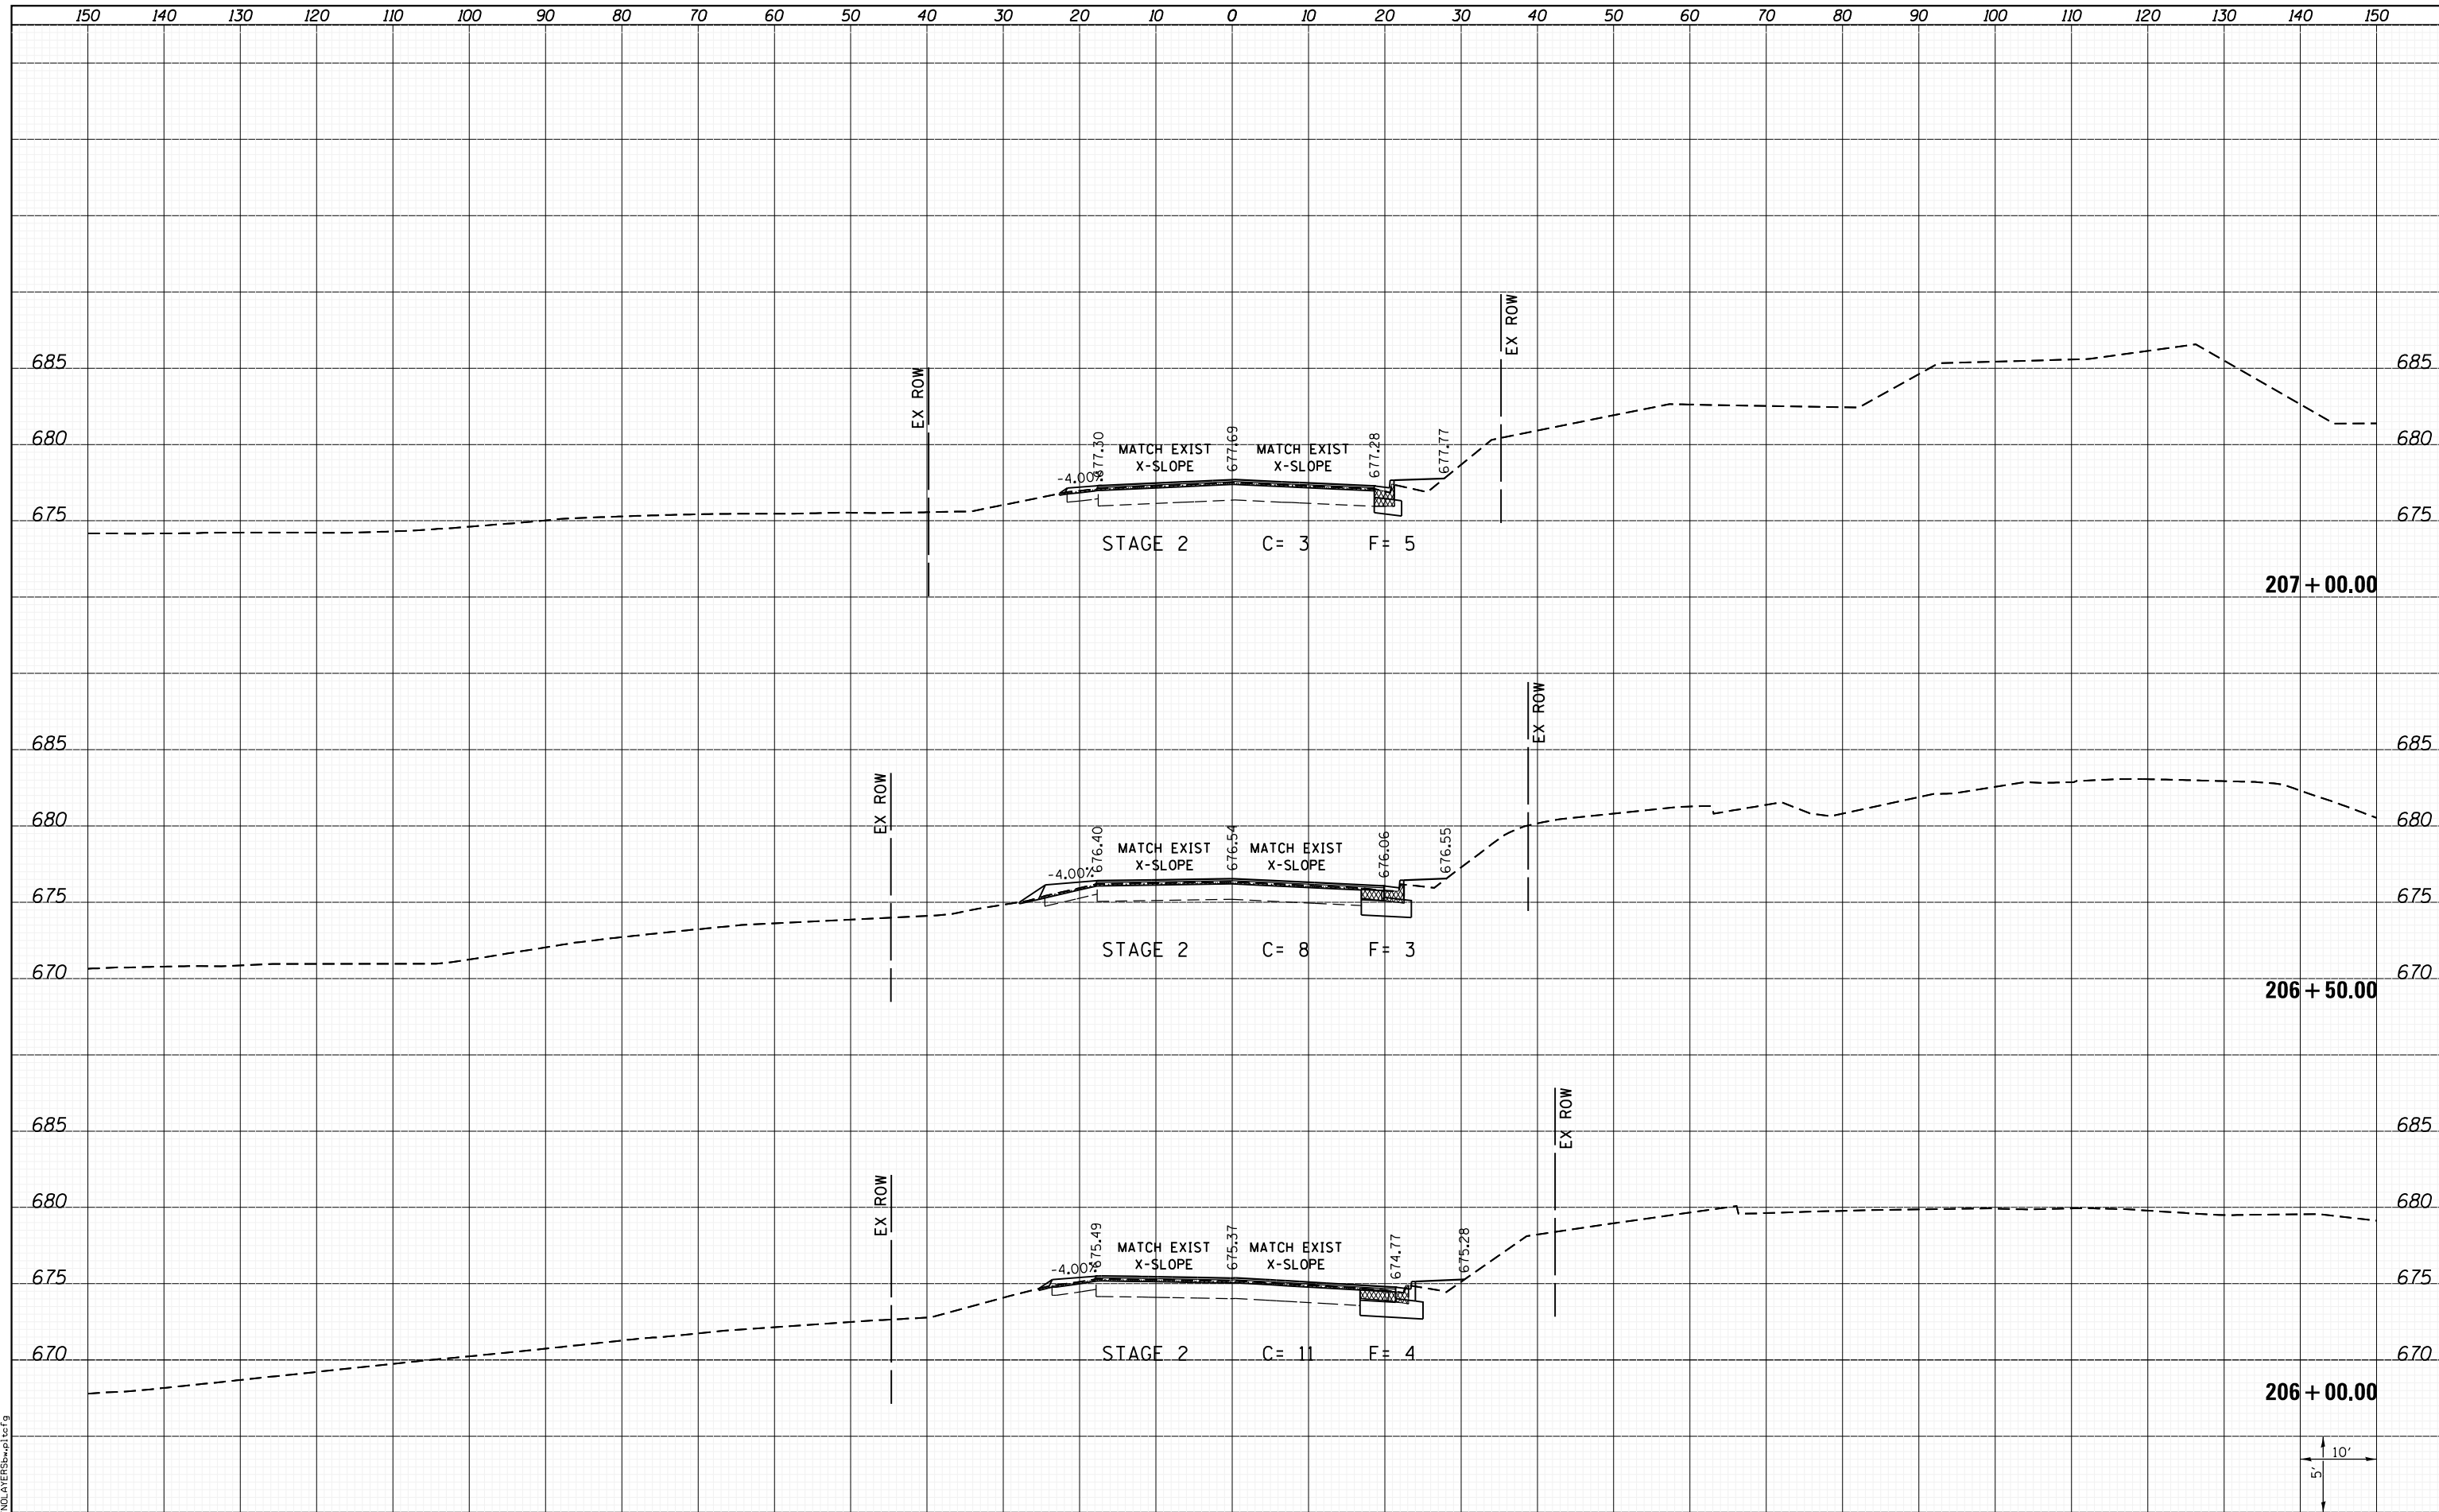 150 140 130 120 110 100 90 80 70 60 50 40 30 20 10 0 10 20 30 40 50 60 70 80 90 100 110 120 130 140 150
EX ROW
EX ROW
685 685
680 680
677.30 677.69 677.28 677.77
MATCH EXIST MATCH EXIST
X-SLOPE X-SLOPE
-4.00%
675 675
STAGE 2 C= 3 F= 5
207+00.00
EX ROW
685 685
EX ROW
680 680
676.40 676.54 676.06 676.55
MATCH EXIST MATCH EXIST
X-SLOPE X-SLOPE
-4.00%
675 675
STAGE 2 C= 8 F= 3
670 670
206+50.00
EX ROW
685 685
EX ROW
680 680
675.49 675.37 674.77 675.28
MATCH EXIST MATCH EXIST
X-SLOPE X-SLOPE
-4.00%
675 675
STAGE 2 C= 11 F= 4
670 670
206+00.00
10'
5'
NOLAYERSbw.pltcfg